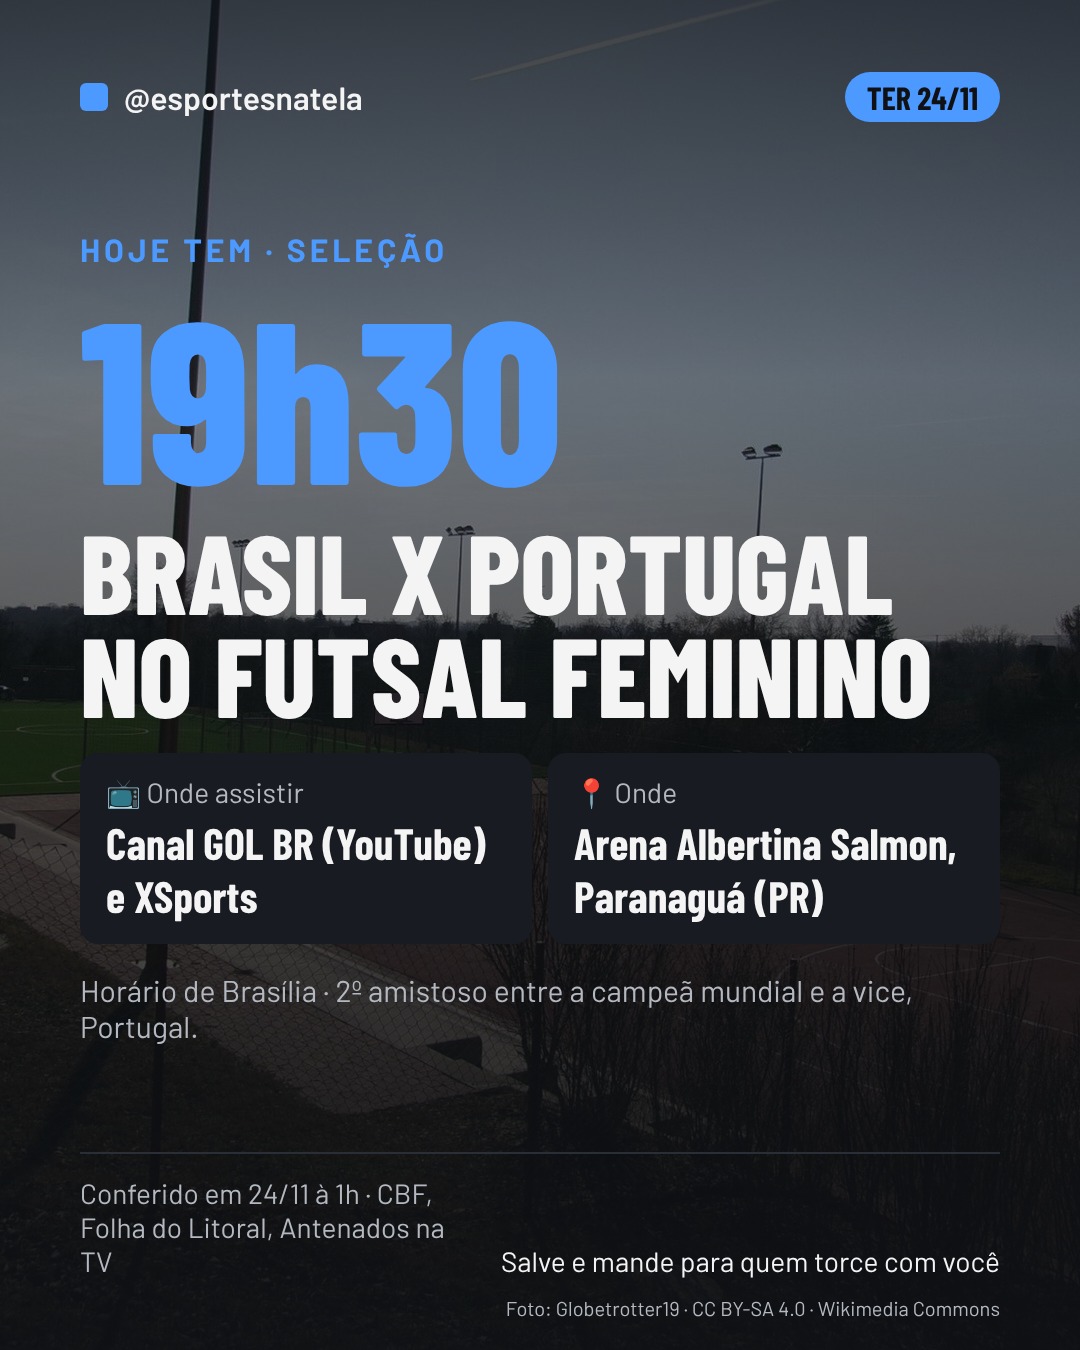 @esportesnatela
TER 24/11
HOJE TEM · SELEÇÃO
19h30
BRASIL X PORTUGAL
NO FUTSAL FEMININO
📺 Onde assistir
Canal GOL BR (YouTube)
e XSports
📍 Onde
Arena Albertina Salmon,
Paranaguá (PR)
Horário de Brasília · 2º amistoso entre a campeã mundial e a vice,
Portugal.
Conferido em 24/11 à 1h · CBF,
Folha do Litoral, Antenados na
TV
Salve e mande para quem torce com você
Foto: Globetrotter19 · CC BY-SA 4.0 · Wikimedia Commons